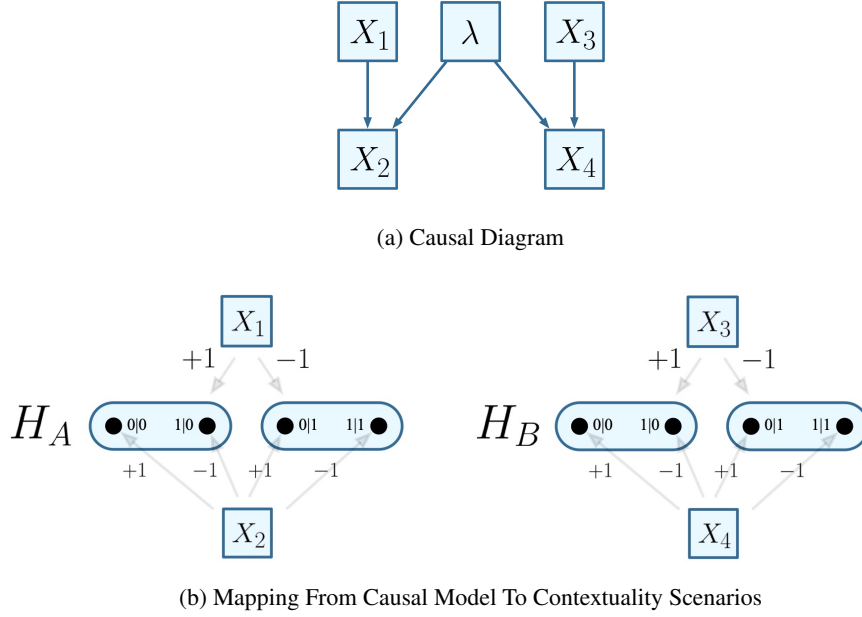 X₁ λ X₃
X₂ X₄
(a) Causal Diagram
X₁ X₃
+1 −1 +1 −1
H_A 0|0 1|0 0|1 1|1 H_B 0|0 1|0 0|1 1|1
+1 −1 +1 −1 +1 −1 +1 −1
X₂ X₄
(b) Mapping From Causal Model To Contextuality Scenarios